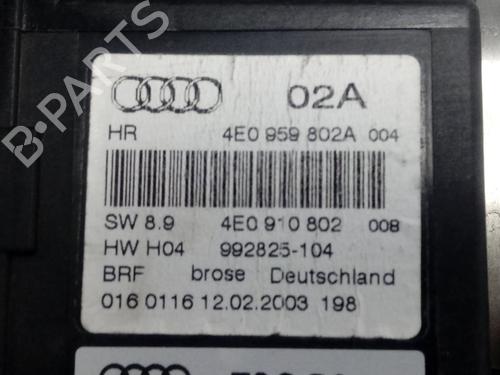 B-PARTS
02A
HR 4E0 959 802A 004
SW 8.9 4E0 910 802 008
HW H04 992825-104
BRF brose Deutschland
016 0116 12.02.2003 198